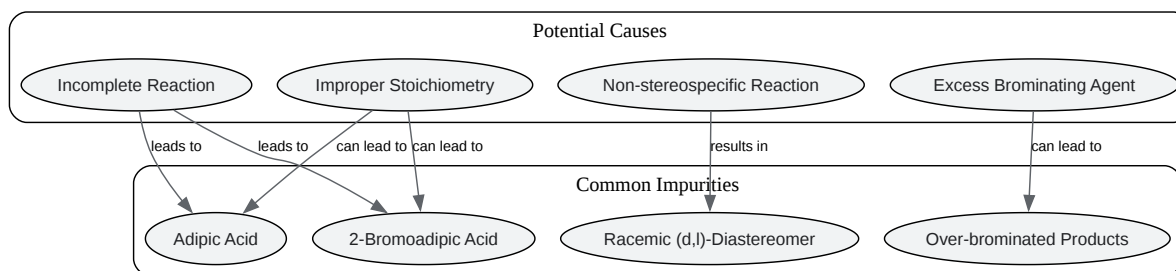 Potential Causes
Incomplete Reaction
Improper Stoichiometry
Non-stereospecific Reaction
Excess Brominating Agent
leads to
leads to
can lead to
can lead to
results in
can lead to
Common Impurities
Adipic Acid
2-Bromoadipic Acid
Racemic (d,l)-Diastereomer
Over-brominated Products